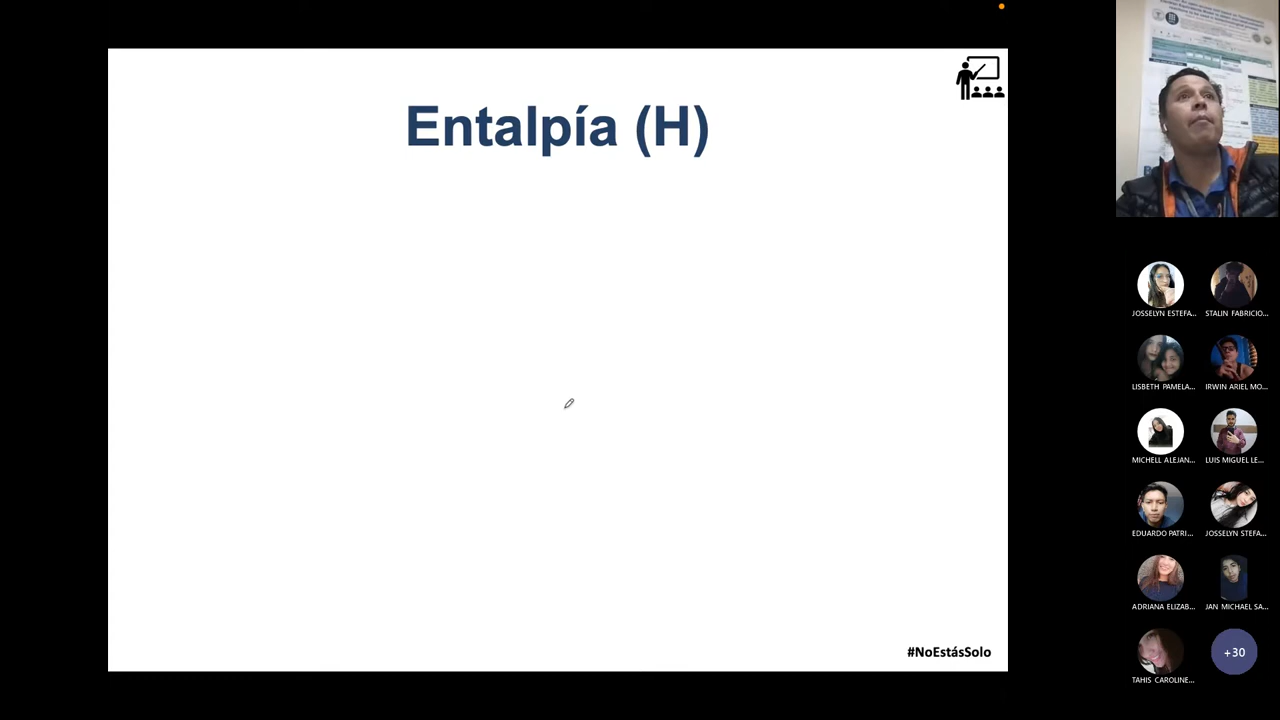 Entalpía (H)
#NoEstásSolo
JOSSELYN ESTEFA...
STALIN FABRICIO...
LISBETH PAMELA...
IRWIN ARIEL MO...
MICHELL ALEJAN...
LUIS MIGUEL LE...
EDUARDO PATRI...
JOSSELYN STEFA...
ADRIANA ELIZAB...
JAN MICHAEL SA...
TAHIS CAROLINE...
+30